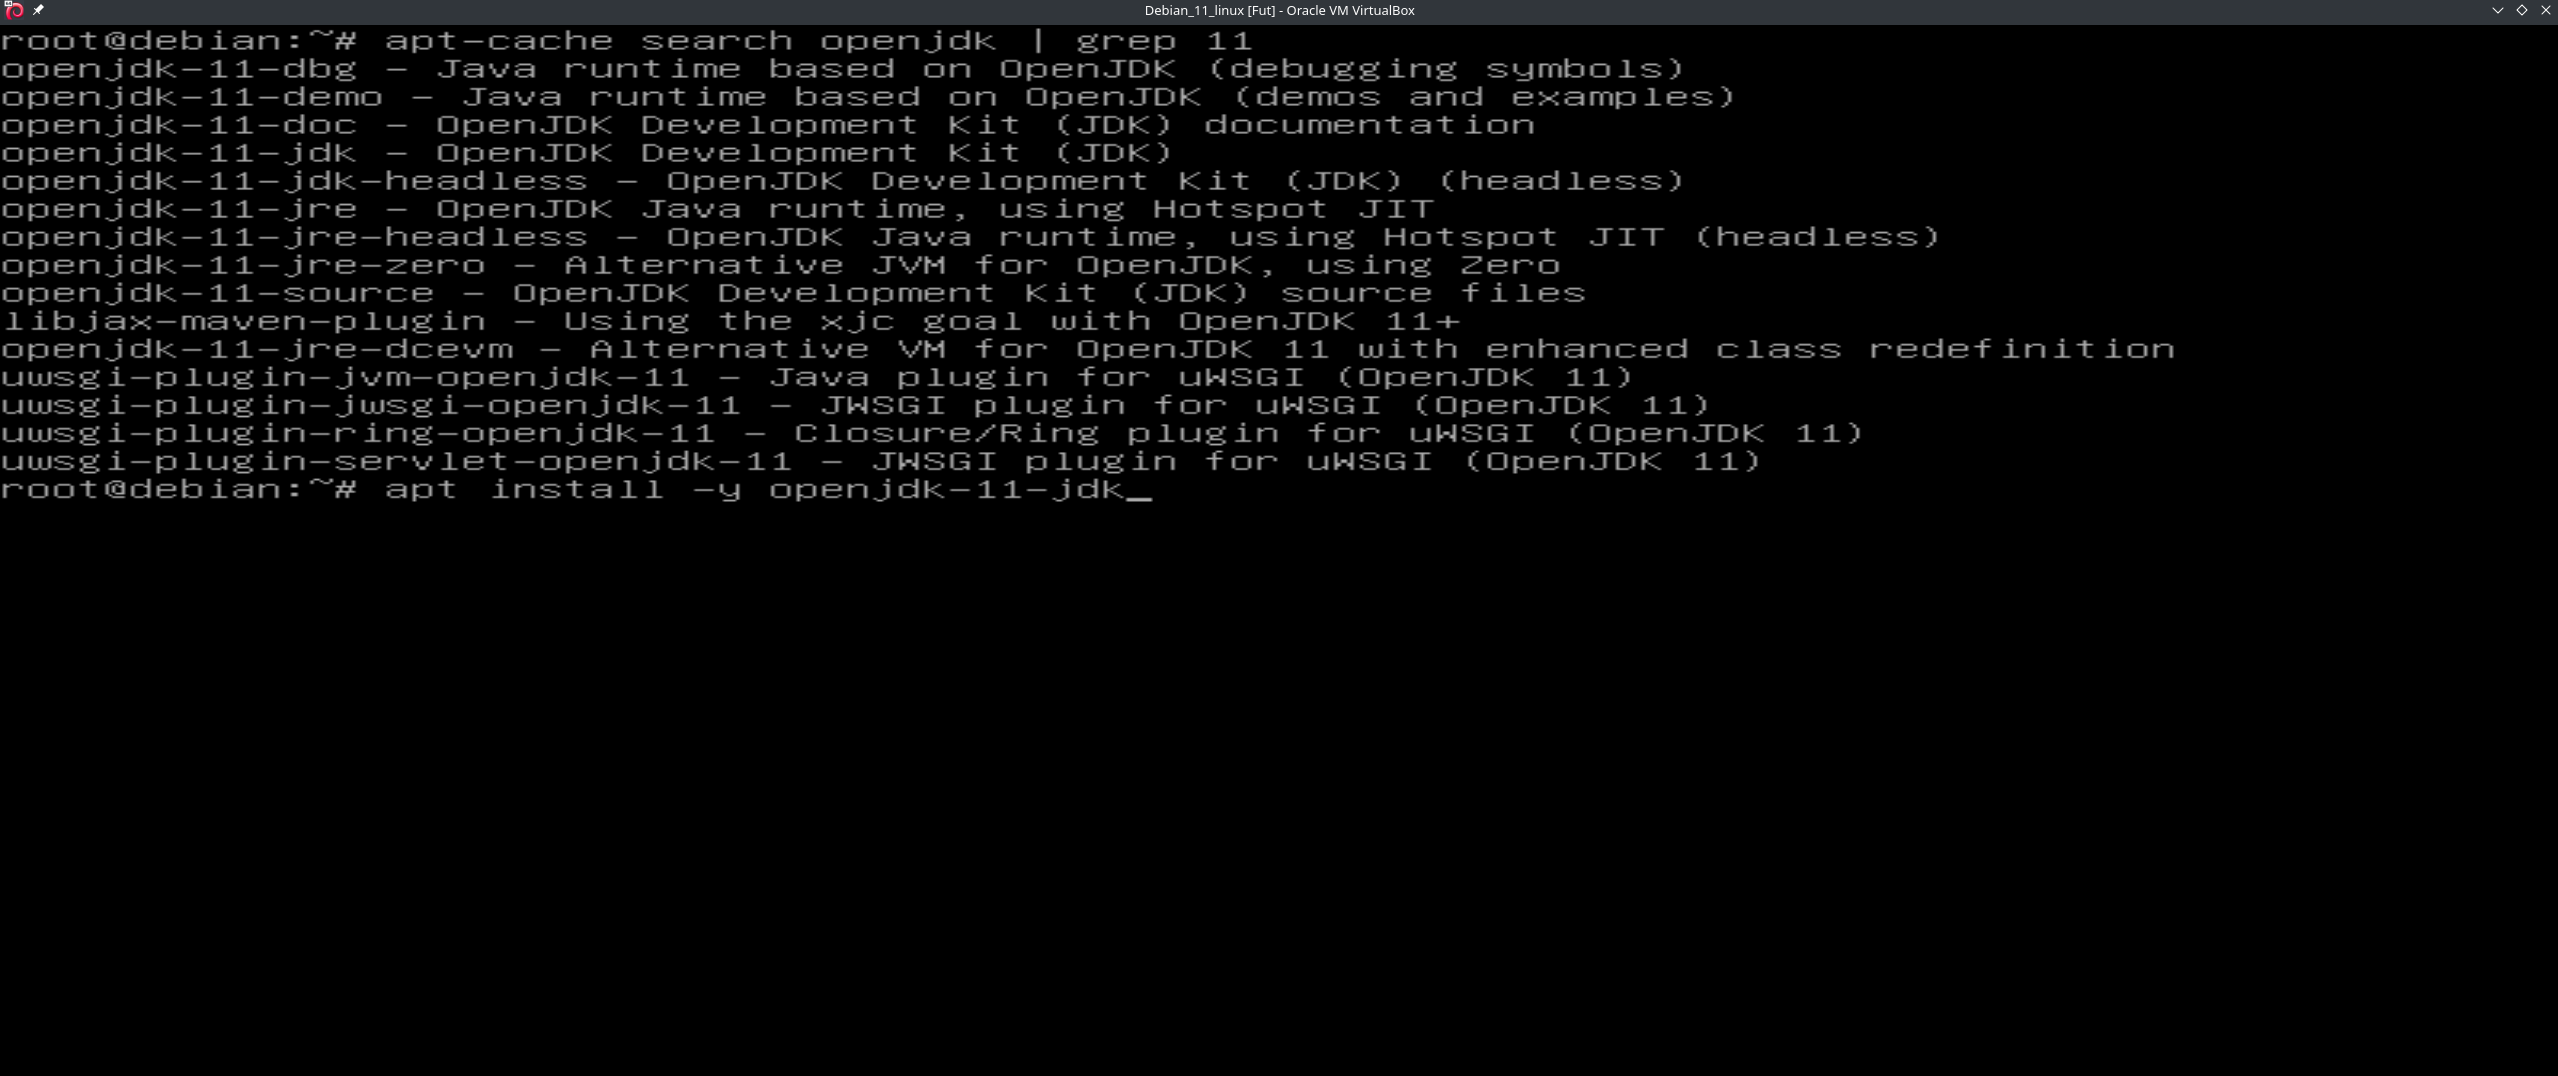 Debian_11_linux [Fut] - Oracle VM VirtualBox
root@debian:~# apt-cache search openjdk | grep 11
openjdk-11-dbg - Java runtime based on OpenJDK (debugging symbols)
openjdk-11-demo - Java runtime based on OpenJDK (demos and examples)
openjdk-11-doc - OpenJDK Development Kit (JDK) documentation
openjdk-11-jdk - OpenJDK Development Kit (JDK)
openjdk-11-jdk-headless - OpenJDK Development Kit (JDK) (headless)
openjdk-11-jre - OpenJDK Java runtime, using Hotspot JIT
openjdk-11-jre-headless - OpenJDK Java runtime, using Hotspot JIT (headless)
openjdk-11-jre-zero - Alternative JVM for OpenJDK, using Zero
openjdk-11-source - OpenJDK Development Kit (JDK) source files
libjax-maven-plugin - Using the xjc goal with OpenJDK 11+
openjdk-11-jre-dcevm - Alternative VM for OpenJDK 11 with enhanced class redefinition
uwsgi-plugin-jvm-openjdk-11 - Java plugin for uWSGI (OpenJDK 11)
uwsgi-plugin-jwsgi-openjdk-11 - JWSGI plugin for uWSGI (OpenJDK 11)
uwsgi-plugin-ring-openjdk-11 - Closure/Ring plugin for uWSGI (OpenJDK 11)
uwsgi-plugin-servlet-openjdk-11 - JWSGI plugin for uWSGI (OpenJDK 11)
root@debian:~# apt install -y openjdk-11-jdk_